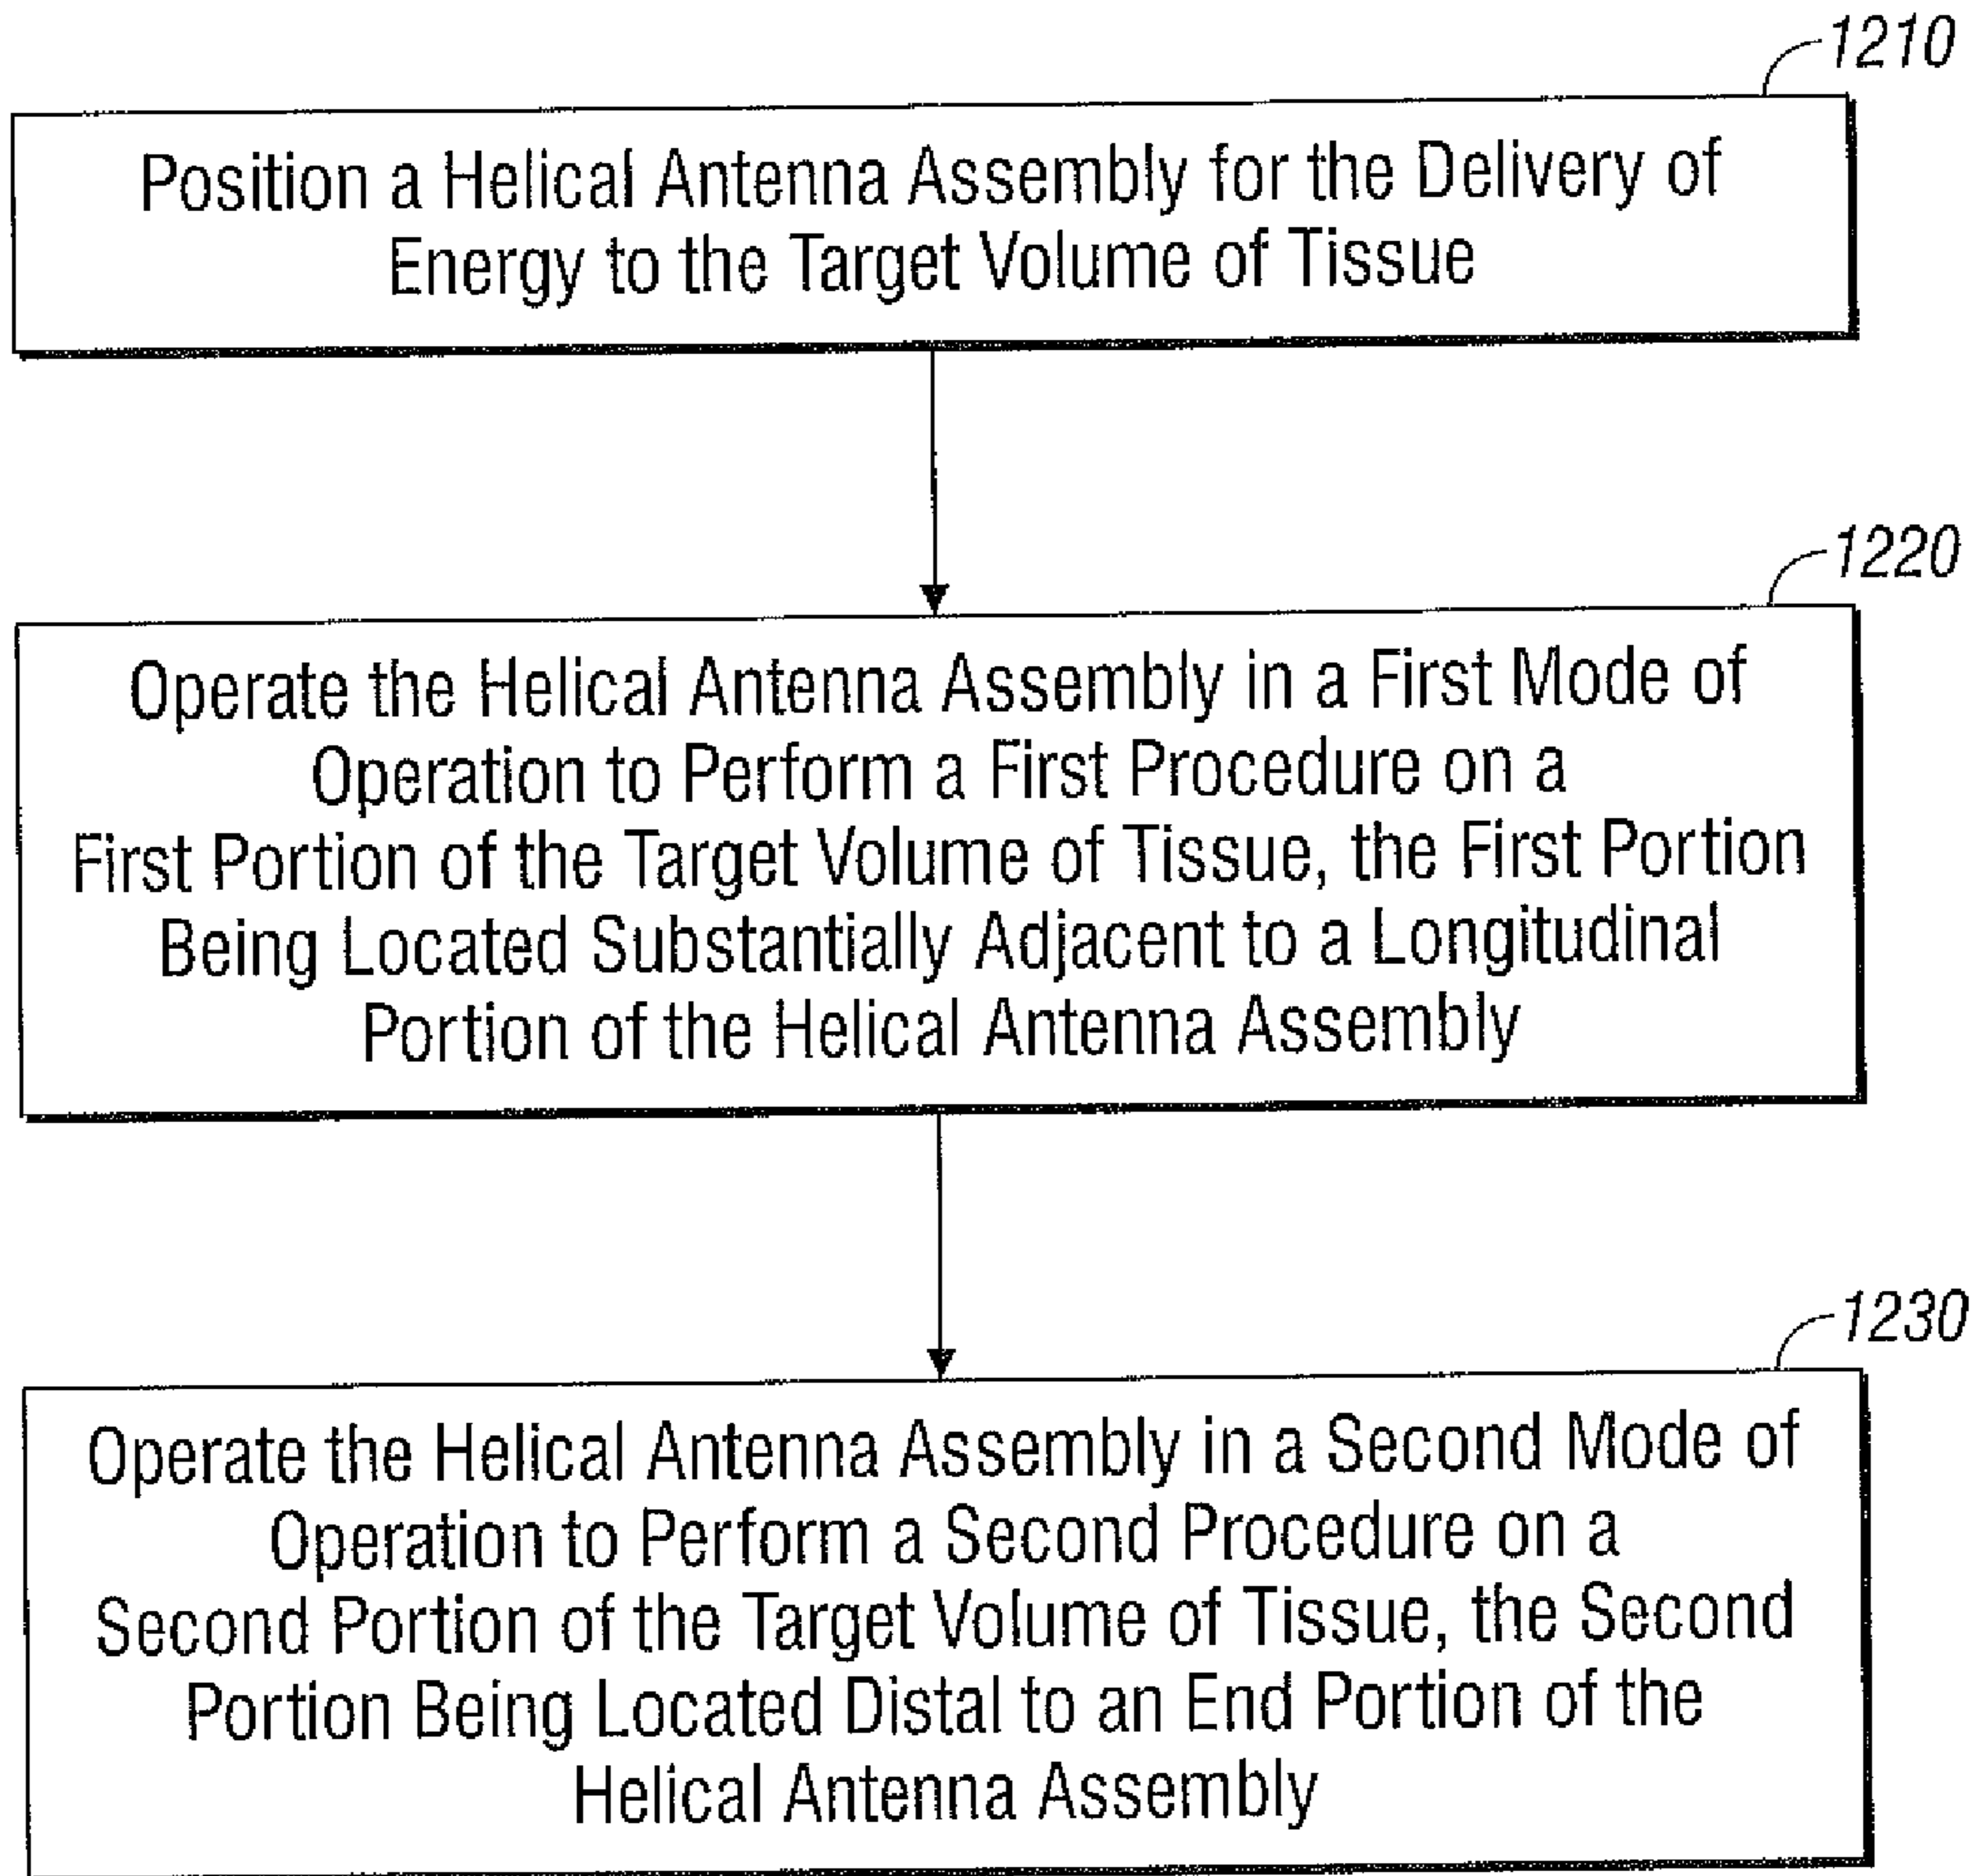 1210
Position a Helical Antenna Assembly for the Delivery of
Energy to the Target Volume of Tissue
1220
Operate the Helical Antenna Assembly in a First Mode of
Operation to Perform a First Procedure on a
First Portion of the Target Volume of Tissue, the First Portion
Being Located Substantially Adjacent to a Longitudinal
Portion of the Helical Antenna Assembly
1230
Operate the Helical Antenna Assembly in a Second Mode of
Operation to Perform a Second Procedure on a
Second Portion of the Target Volume of Tissue, the Second
Portion Being Located Distal to an End Portion of the
Helical Antenna Assembly